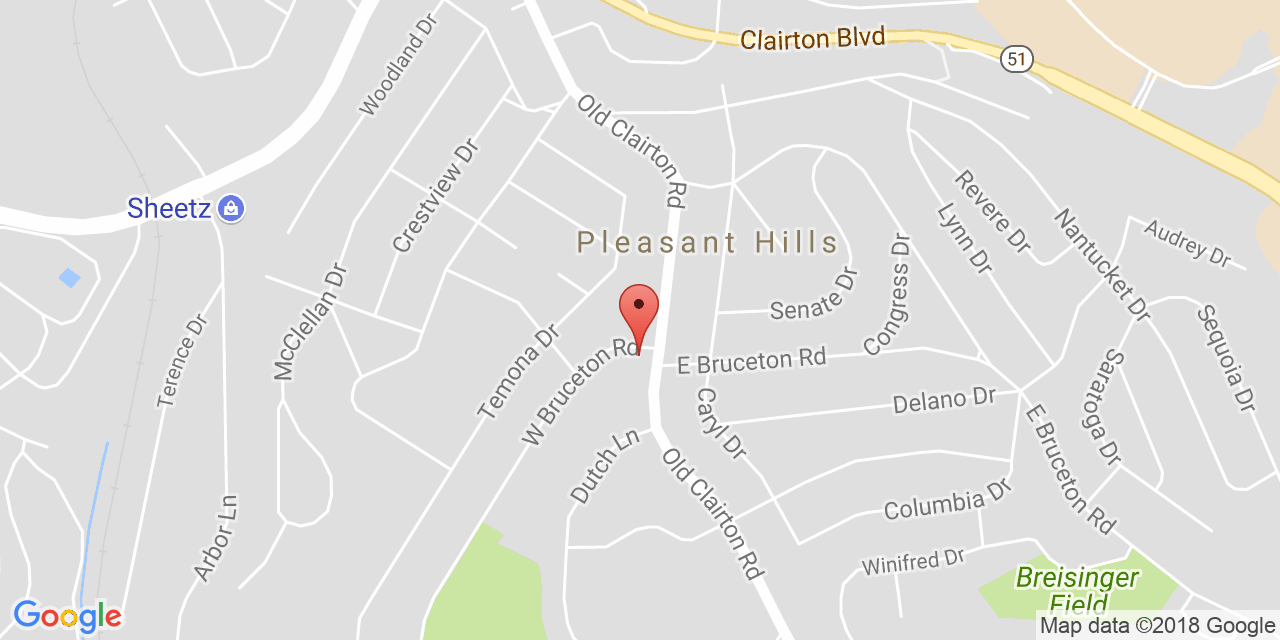 Clairton Blvd
51
Woodland Dr
Old Clairton Rd
Crestview Dr
Sheetz
Pleasant Hills
Revere Dr
Lynn Dr
Nantucket Dr
Audrey Dr
McClellan Dr
Senate Dr
Congress Dr
Terence Dr
Temona Dr
W Bruceton Rd
E Bruceton Rd
Sequoia Dr
Saratoga Dr
Delano Dr
Caryl Dr
Dutch Ln
Old Clairton Rd
E Bruceton Rd
Columbia Dr
Arbor Ln
Winifred Dr
Breisinger
Field
Google
Map data ©2018 Google